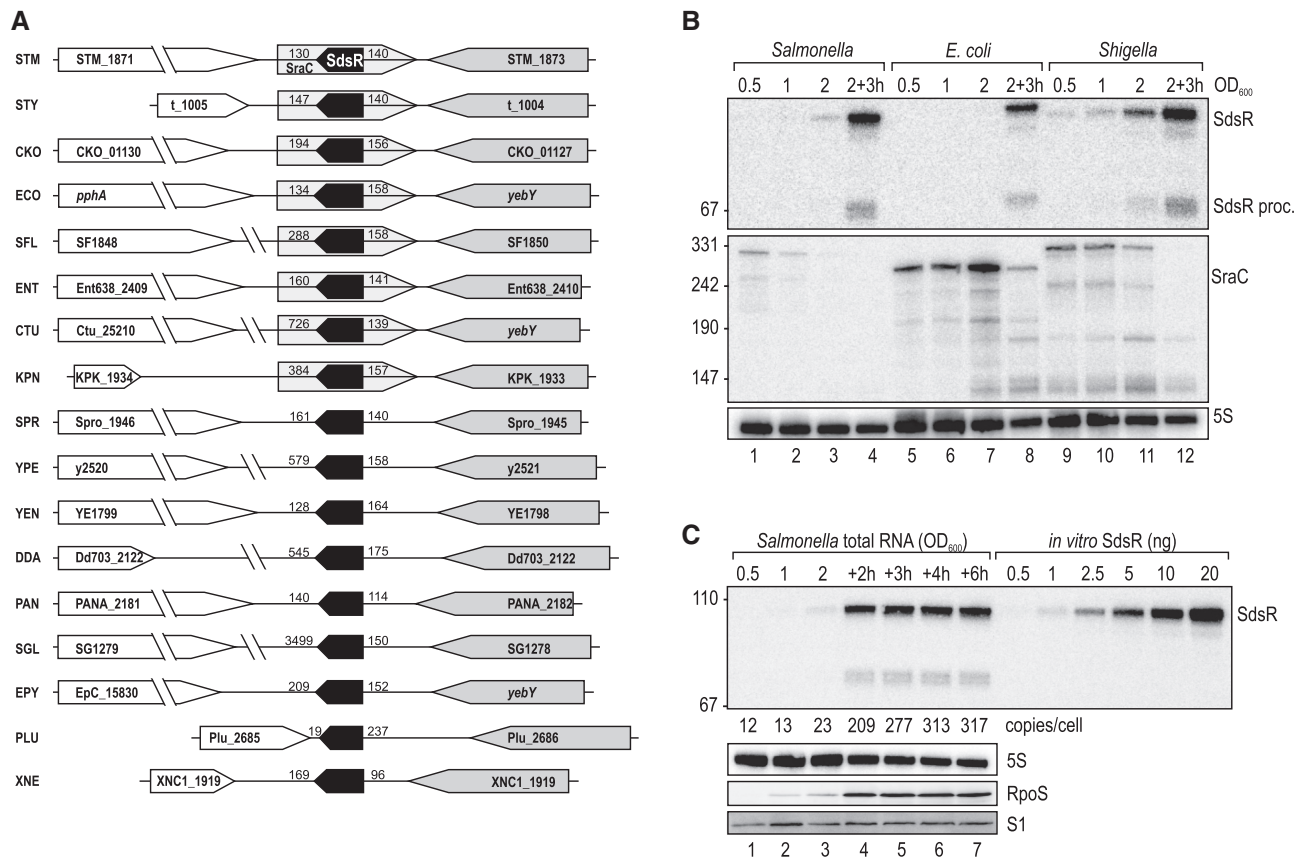 A
STM STM_1871 130 SdsR 140 STM_1873
SraC
STY t_1005 147 140 t_1004
CKO CKO_01130 194 156 CKO_01127
ECO pphA 134 158 yebY
SFL SF1848 288 158 SF1850
ENT Ent638_2409 160 141 Ent638_2410
CTU Ctu_25210 726 139 yebY
KPN KPK_1934 384 157 KPK_1933
SPR Spro_1946 161 140 Spro_1945
YPE y2520 579 158 y2521
YEN YE1799 128 164 YE1798
DDA Dd703_2122 545 175 Dd703_2122
PAN PANA_2181 140 114 PANA_2182
SGL SG1279 3499 150 SG1278
EPY EpC_15830 209 152 yebY
PLU Plu_2685 19 237 Plu_2686
XNE XNC1_1919 169 96 XNC1_1919
B
Salmonella E. coli Shigella
0.5 1 2 2+3h 0.5 1 2 2+3h 0.5 1 2 2+3h OD600
SdsR
67 SdsR proc.
331
242 SraC
190
147
5S
1 2 3 4 5 6 7 8 9 10 11 12
C
Salmonella total RNA (OD600) in vitro SdsR (ng)
0.5 1 2 +2h +3h +4h +6h 0.5 1 2.5 5 10 20
110 SdsR
67
12 13 23 209 277 313 317 copies/cell
5S
RpoS
S1
1 2 3 4 5 6 7